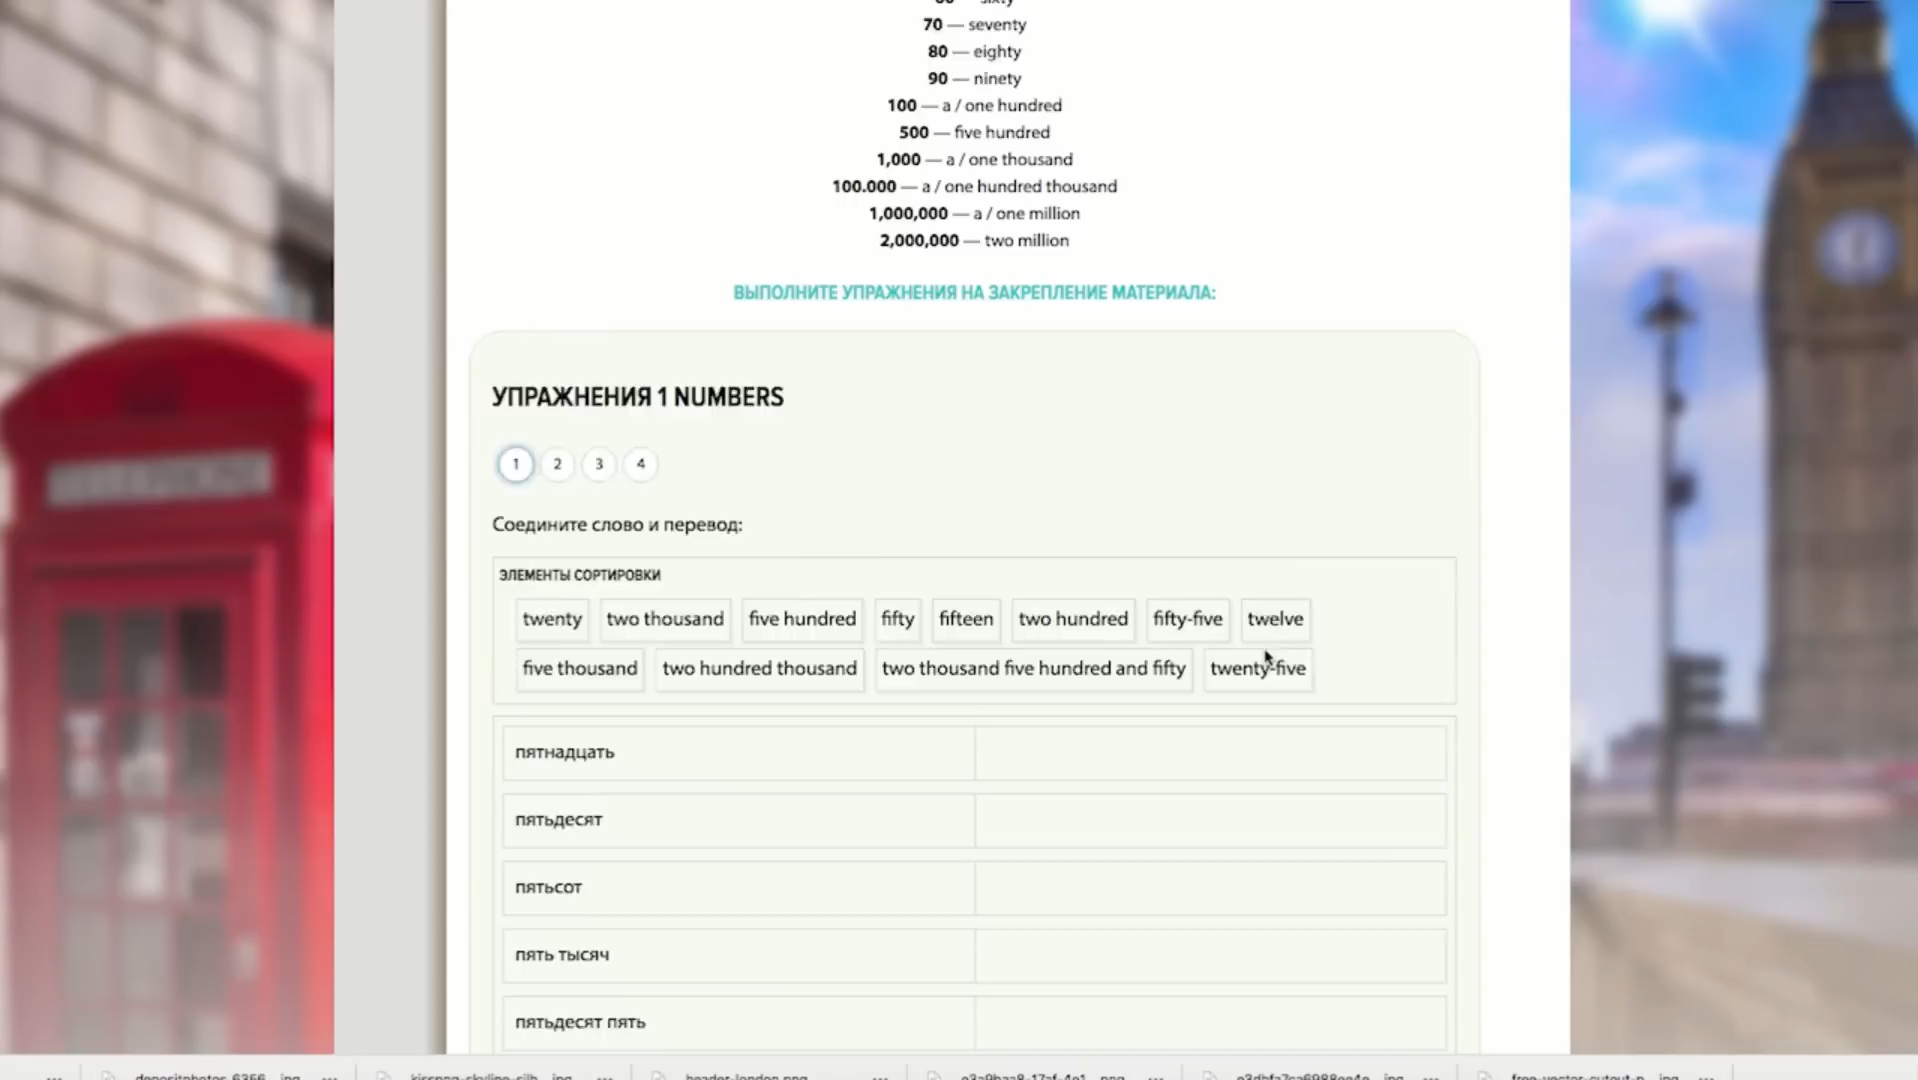 60 — sixty
70 — seventy
80 — eighty
90 — ninety
100 — a / one hundred
500 — five hundred
1,000 — a / one thousand
100.000 — a / one hundred thousand
1,000,000 — a / one million
2,000,000 — two million
ВЫПОЛНИТЕ УПРАЖНЕНИЯ НА ЗАКРЕПЛЕНИЕ МАТЕРИАЛА:
УПРАЖНЕНИЯ 1 NUMBERS
1 2 3 4
Соедините слово и перевод:
ЭЛЕМЕНТЫ СОРТИРОВКИ
twenty two thousand five hundred fifty fifteen two hundred fifty-five twelve
five thousand two hundred thousand two thousand five hundred and fifty twenty-five
пятнадцать
пятьдесят
пятьсот
пять тысяч
пятьдесят пять